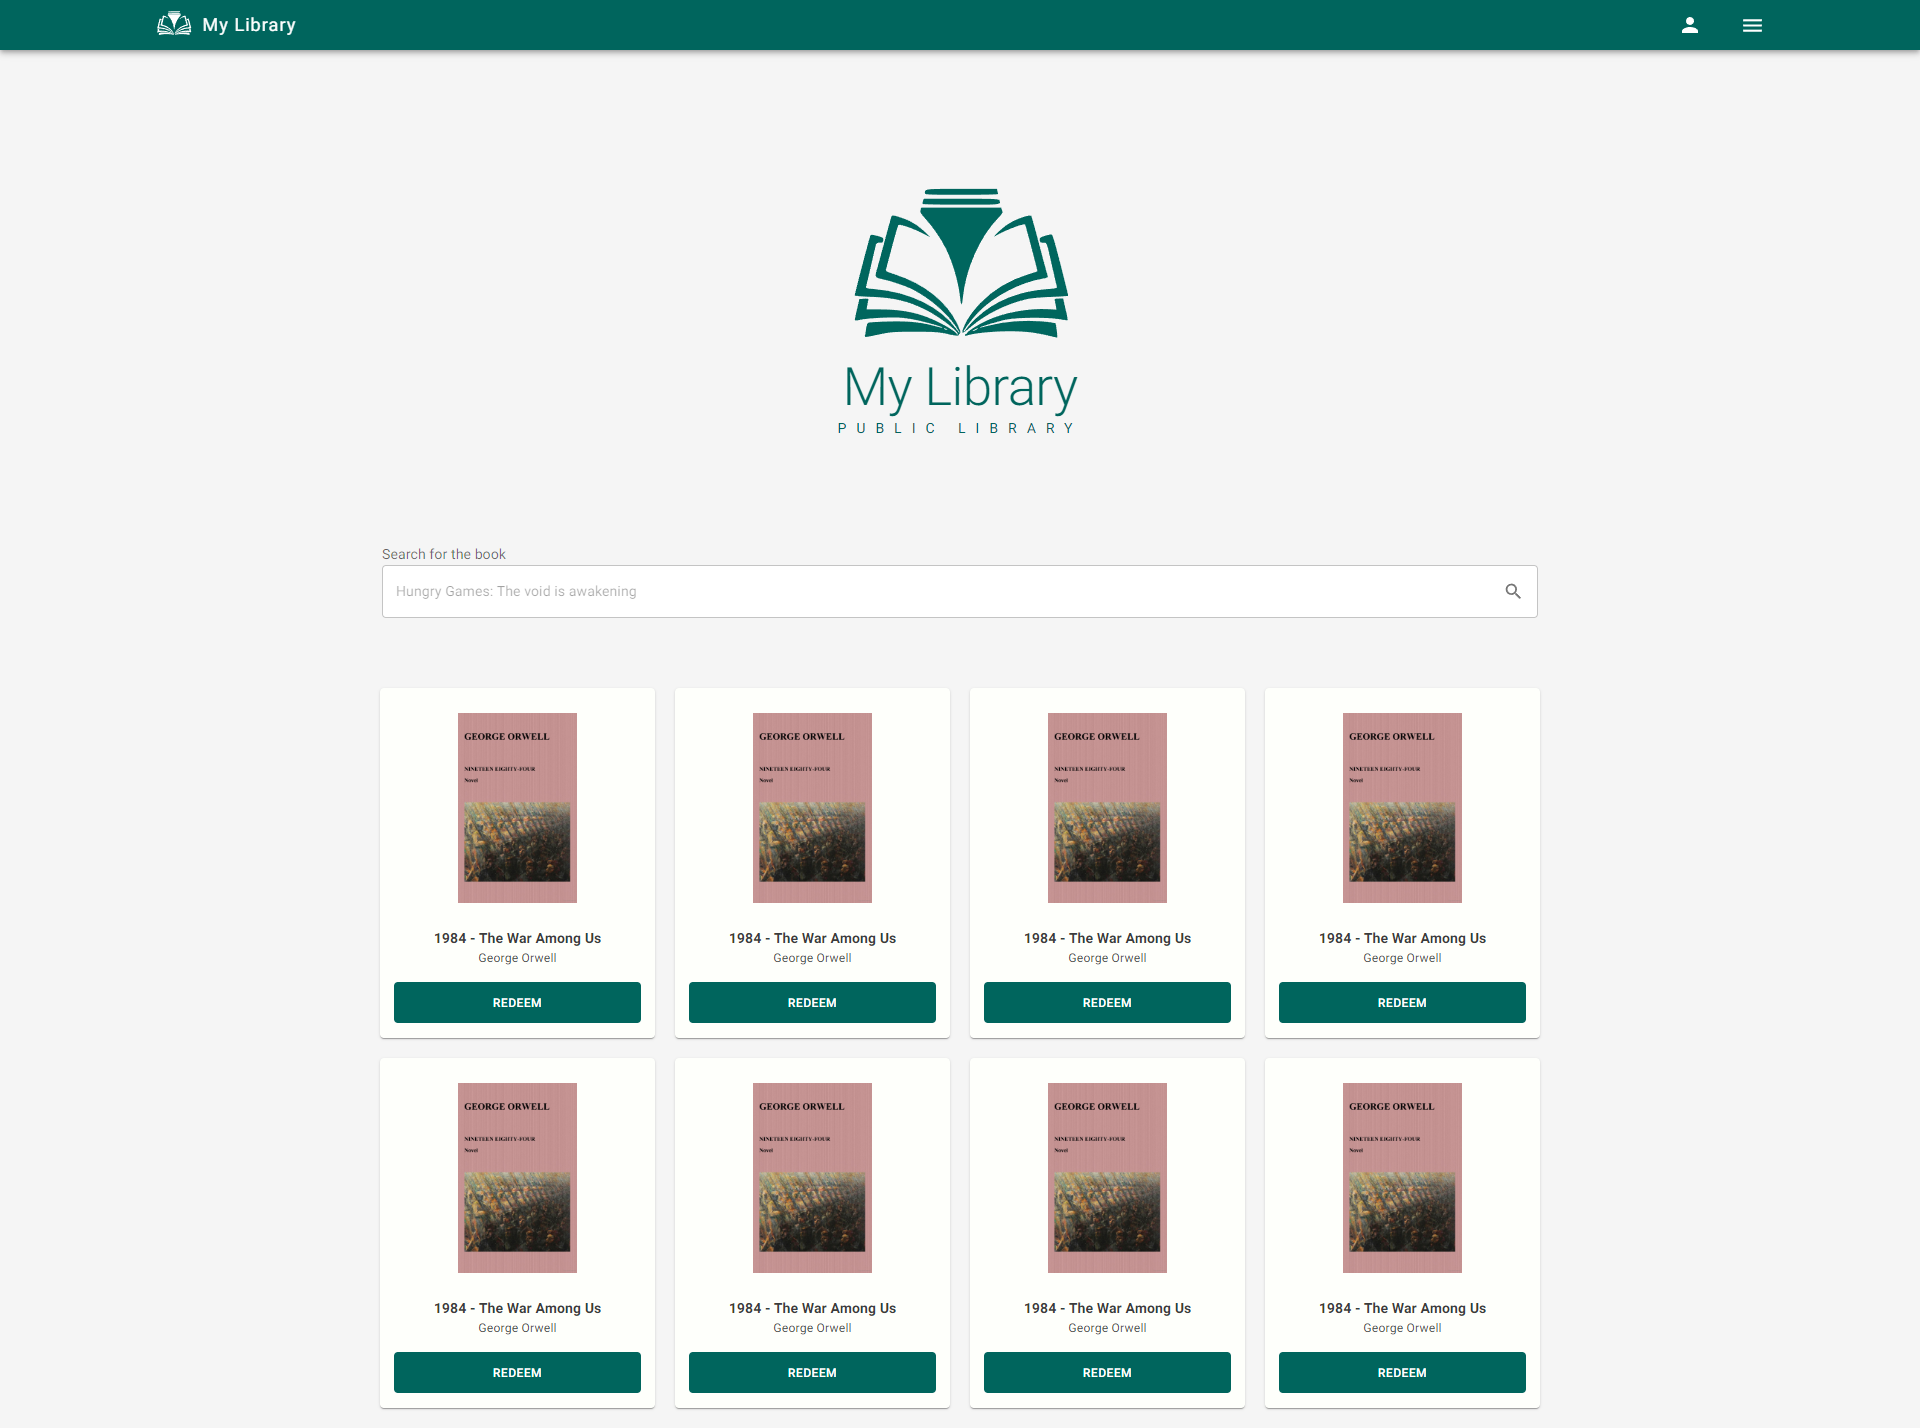 My Library
My Library
PUBLIC LIBRARY
Search for the book
Hungry Games: The void is awakening
GEORGE ORWELL
NINETEEN EIGHTY-FOUR
Novel
1984 - The War Among Us
George Orwell
REDEEM
GEORGE ORWELL
NINETEEN EIGHTY-FOUR
Novel
1984 - The War Among Us
George Orwell
REDEEM
GEORGE ORWELL
NINETEEN EIGHTY-FOUR
Novel
1984 - The War Among Us
George Orwell
REDEEM
GEORGE ORWELL
NINETEEN EIGHTY-FOUR
Novel
1984 - The War Among Us
George Orwell
REDEEM
GEORGE ORWELL
NINETEEN EIGHTY-FOUR
Novel
1984 - The War Among Us
George Orwell
REDEEM
GEORGE ORWELL
NINETEEN EIGHTY-FOUR
Novel
1984 - The War Among Us
George Orwell
REDEEM
GEORGE ORWELL
NINETEEN EIGHTY-FOUR
Novel
1984 - The War Among Us
George Orwell
REDEEM
GEORGE ORWELL
NINETEEN EIGHTY-FOUR
Novel
1984 - The War Among Us
George Orwell
REDEEM